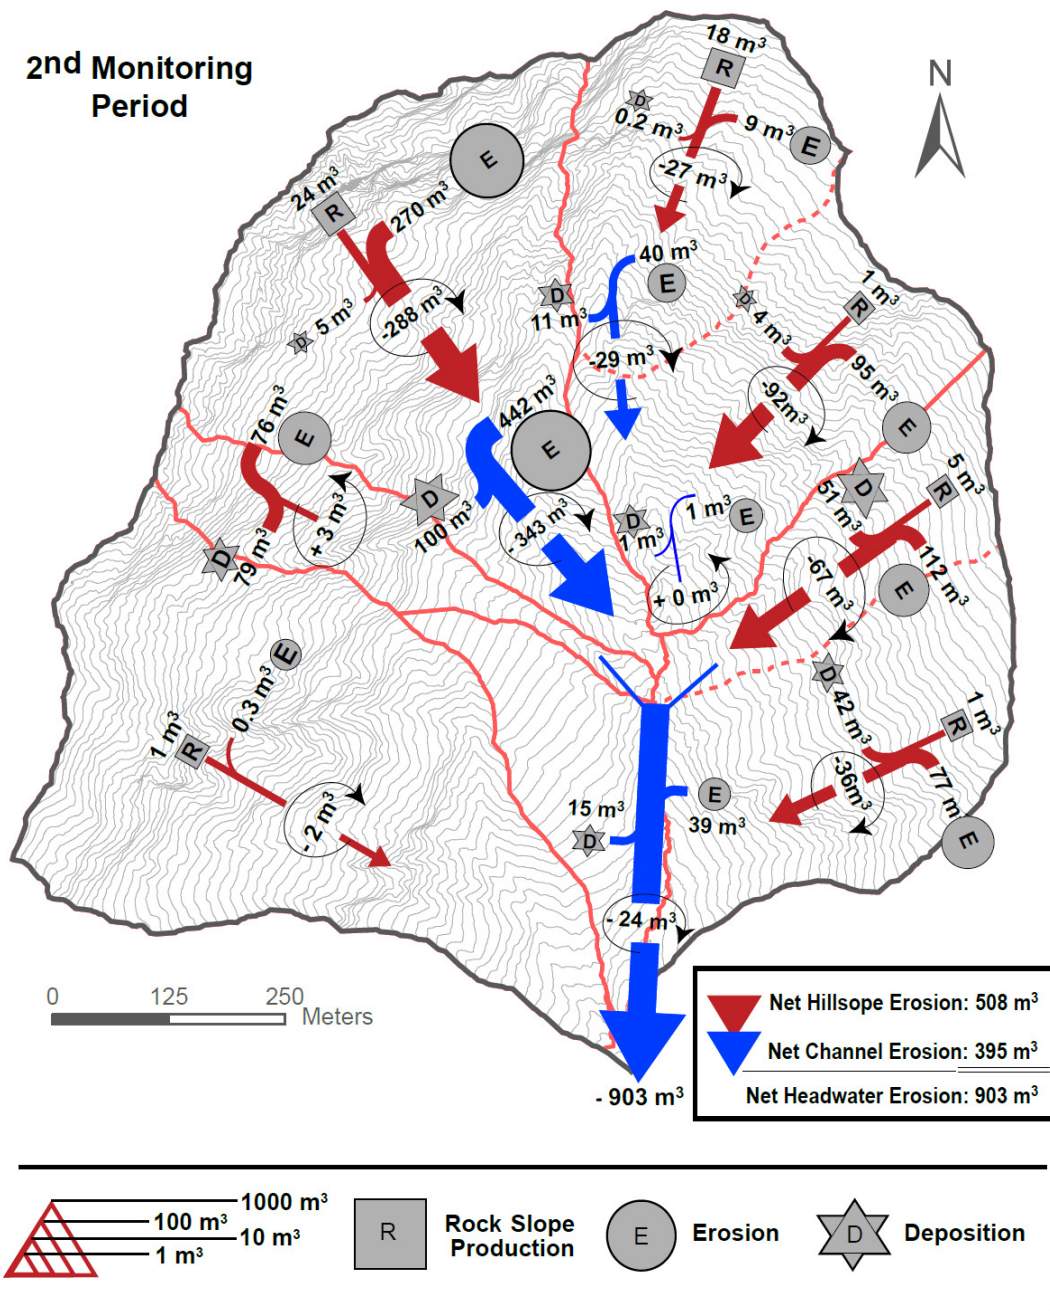 2nd Monitoring
Period
N
18 m³
R
D
0.2 m³
9 m³
E
-27 m³
E
24 m³
R
270 m³
5 m³
D
-288 m³
40 m³
E
D
11 m³
-29 m³
1 m³
R
D
4 m³
95 m³
-92m³
E
76 m³
E
442 m³
E
D
100 m³
- 343 m³
+ 3 m³
D
79 m³
D
1 m³
1 m³
E
+ 0 m³
5 m³
R
D
51 m³
112 m³
-67 m³
E
E
0.3 m³
1 m³
R
- 2 m³
D
42 m³
1 m³
R
-36m³
77 m³
E
15 m³
D
E
39 m³
- 24 m³
- 903 m³
0 125 250
Meters
Net Hillsope Erosion: 508 m³
Net Channel Erosion: 395 m³
Net Headwater Erosion: 903 m³
1000 m³
100 m³
10 m³
1 m³
R
Rock Slope
Production
E
Erosion
D
Deposition